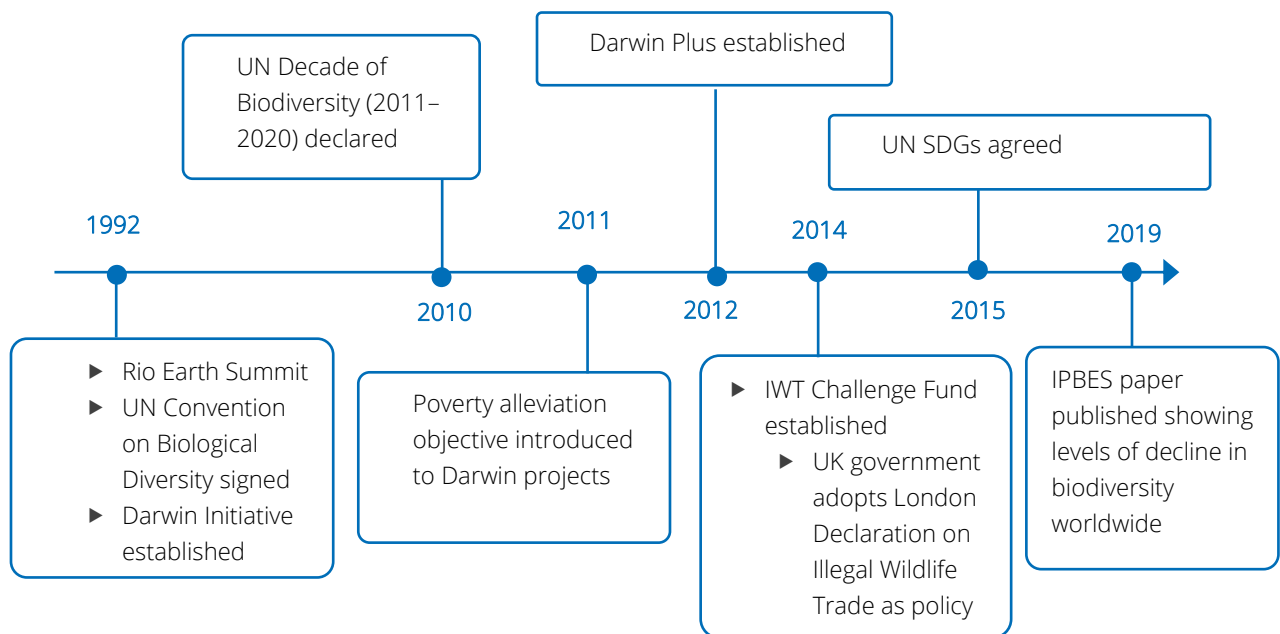 Darwin Plus established
UN Decade of
Biodiversity (2011–
2020) declared
UN SDGs agreed
1992
2011
2014
2019
2010
2012
2015
▶ Rio Earth Summit
▶ UN Convention
on Biological
Diversity signed
▶ Darwin Initiative
established
Poverty alleviation
objective introduced
to Darwin projects
▶ IWT Challenge Fund
established
▶ UK government
adopts London
Declaration on
Illegal Wildlife
Trade as policy
IPBES paper
published showing
levels of decline in
biodiversity
worldwide